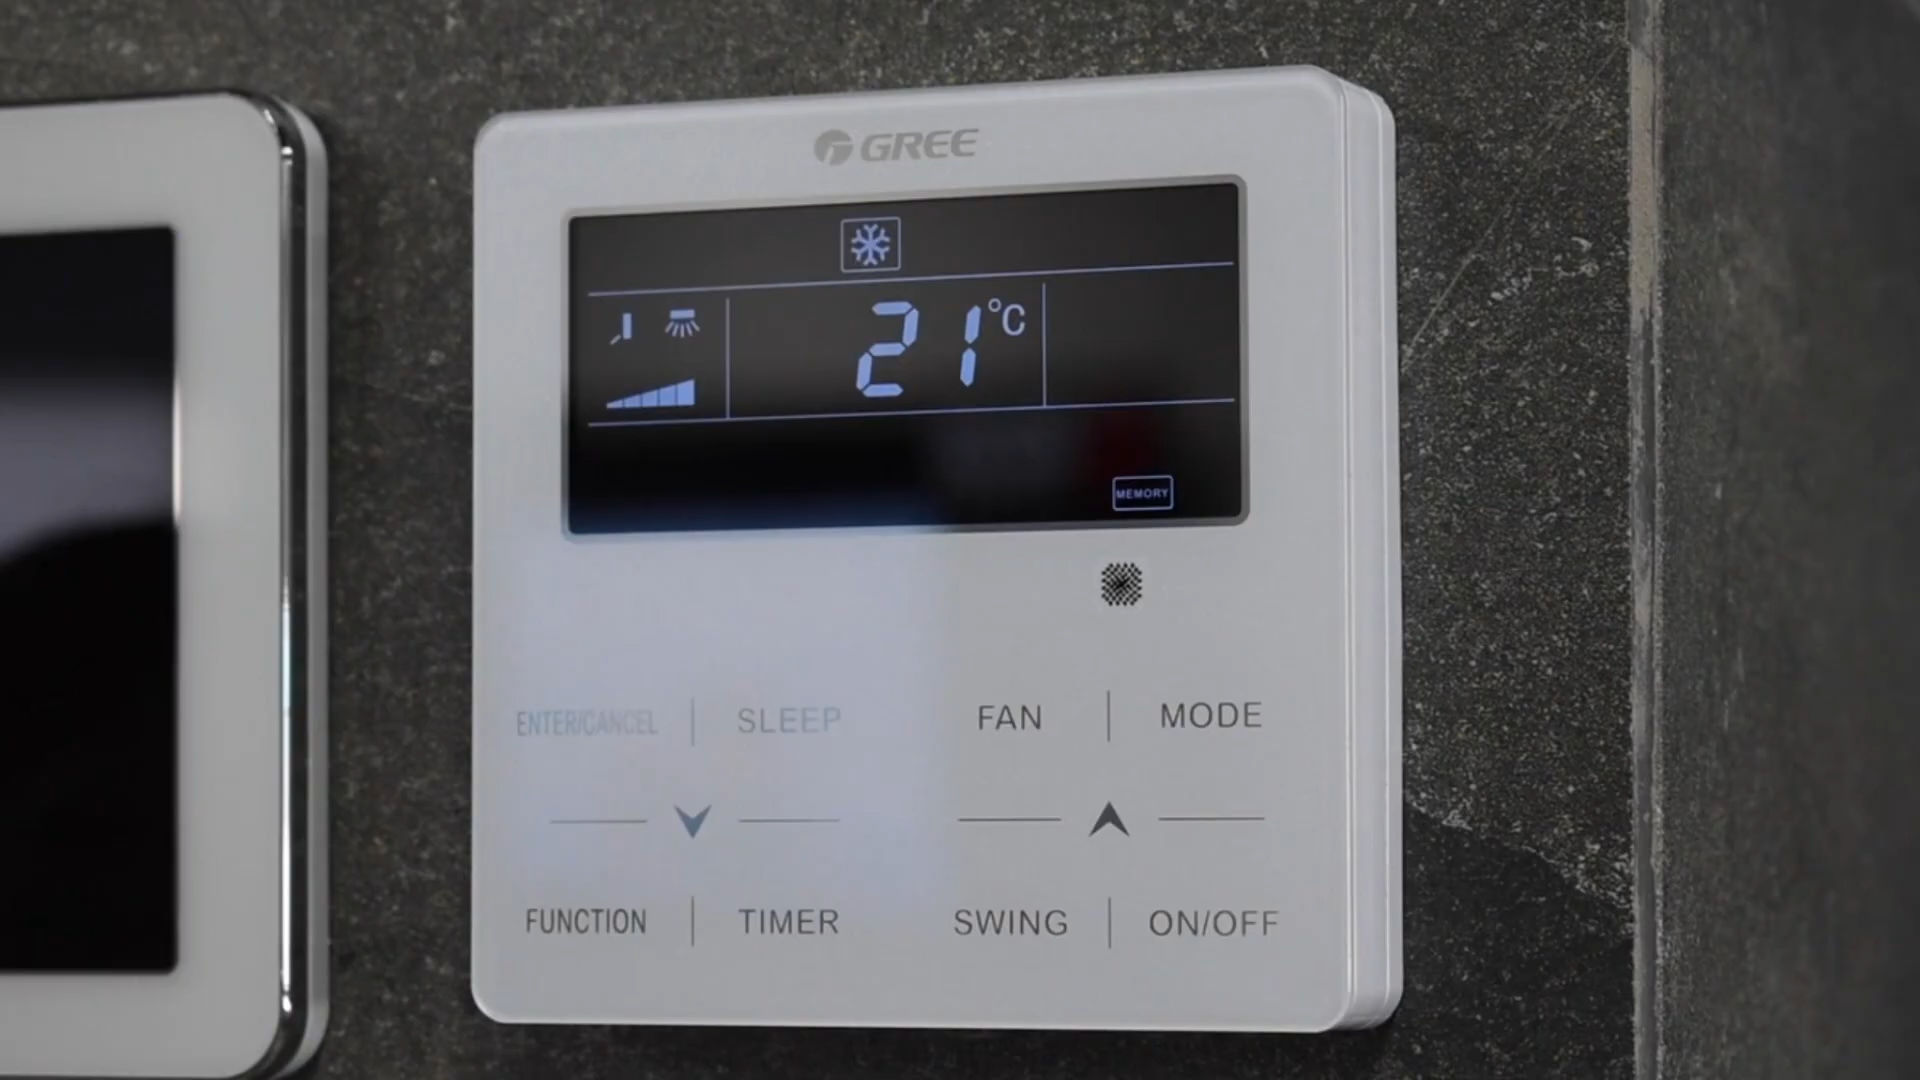 GREE
21°C
MEMORY
ENTER/CANCEL | SLEEP FAN | MODE
FUNCTION | TIMER SWING | ON/OFF